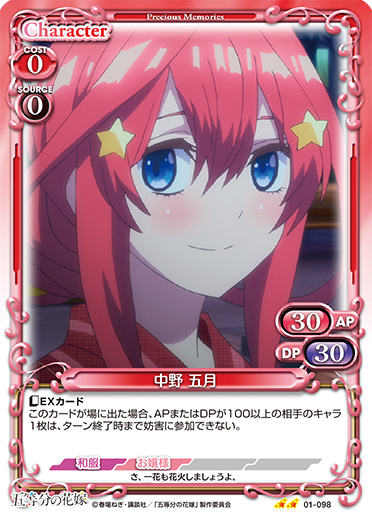 Precious Memories
Character
COST
0
SOURCE
0
30 AP
DP 30
中野 五月
EXカード
このカードが場に出た場合、APまたはDPが100以上の相手のキャラ
1枚は、ターン終了時まで妨害に参加できない。
和服 お嬢様
さ、一花も花火しましょうよ。
五等分の花嫁
©春場ねぎ・講談社/「五等分の花嫁」製作委員会
01-098